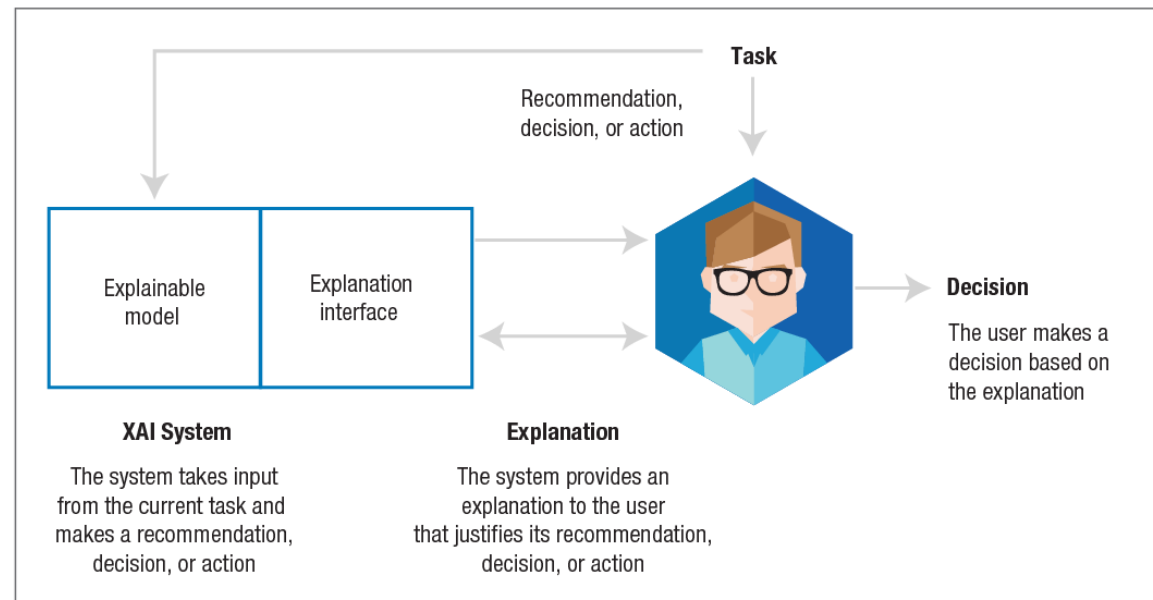 Task
Recommendation,
decision, or action
Explainable
model
Explanation
interface
Decision
The user makes a
decision based on
the explanation
XAI System
The system takes input
from the current task and
makes a recommendation,
decision, or action
Explanation
The system provides an
explanation to the user
that justifies its recommendation,
decision, or action